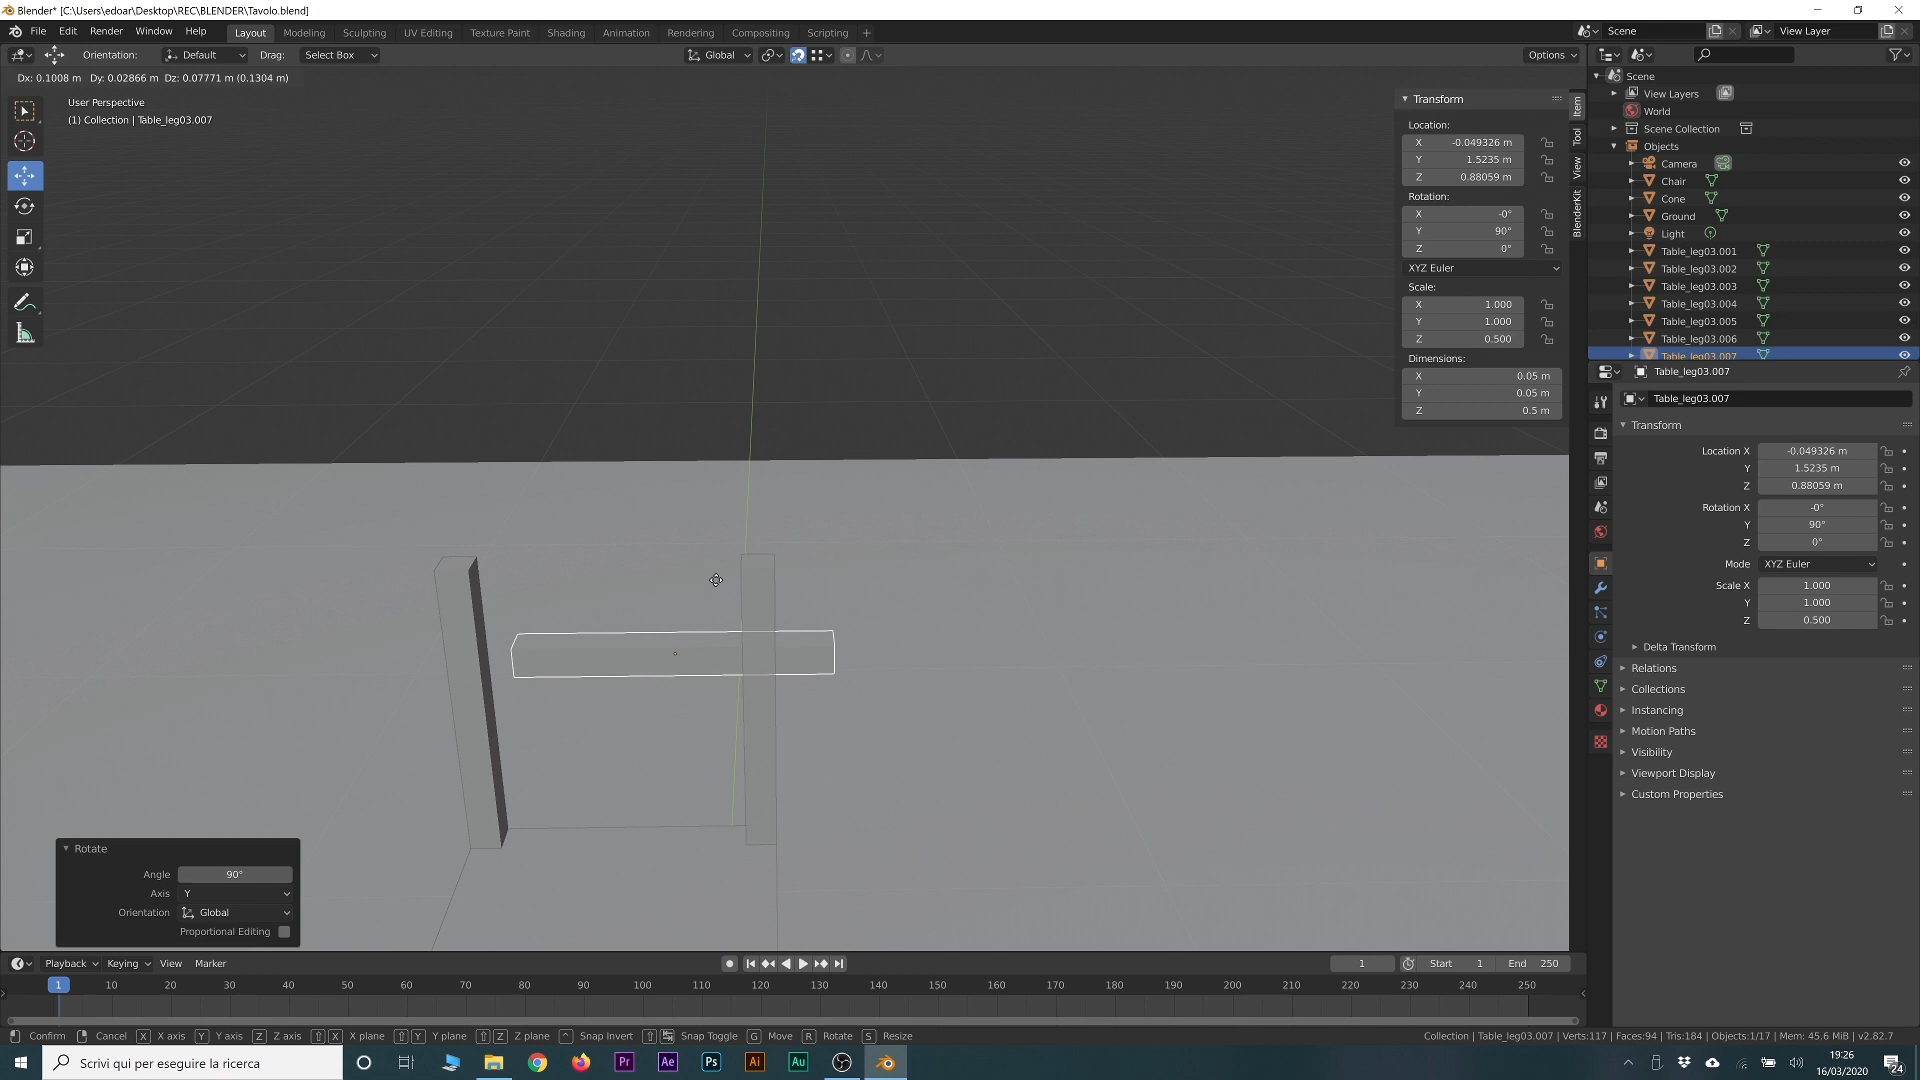 Blender* [C:\Users\edoar\Desktop\REC\BLENDER\Tavolo.blend]
File Edit Render Window Help Layout Modeling Sculpting UV Editing Texture Paint Shading Animation Rendering Compositing Scripting + Scene View Layer
Orientation: Default Drag: Select Box Global Options
Dx: 0.1008 m Dy: 0.02866 m Dz: 0.07771 m (0.1304 m)
User Perspective
(1) Collection | Table_leg03.007
Transform
Location:
X -0.049326 m
Y 1.5235 m
Z 0.88059 m
Rotation:
X -0°
Y 90°
Z 0°
XYZ Euler
Scale:
X 1.000
Y 1.000
Z 0.500
Dimensions:
X 0.05 m
Y 0.05 m
Z 0.5 m
Item
Tool
View
BlenderKit
Scene
View Layers
World
Scene Collection
Objects
Camera
Chair
Cone
Ground
Light
Table_leg03.001
Table_leg03.002
Table_leg03.003
Table_leg03.004
Table_leg03.005
Table_leg03.006
Table_leg03.007
Table_leg03.007
Table_leg03.007
Transform
Location X -0.049326 m
Y 1.5235 m
Z 0.88059 m
Rotation X -0°
Y 90°
Z 0°
Mode XYZ Euler
Scale X 1.000
Y 1.000
Z 0.500
Delta Transform
Relations
Collections
Instancing
Motion Paths
Visibility
Viewport Display
Custom Properties
Rotate
Angle 90°
Axis Y
Orientation Global
Proportional Editing
Playback Keying View Marker 1 Start 1 End 250
1 10 20 30 40 50 60 70 80 90 100 110 120 130 140 150 160 170 180 190 200 210 220 230 240 250
Confirm Cancel X X axis Y Y axis Z Z axis X X plane Y Y plane Z Z plane ^ Snap Invert Snap Toggle G Move R Rotate S Resize Collection | Table_leg03.007 | Verts:117 | Faces:94 | Tris:184 | Objects:1/17 | Mem: 45.6 MiB | v2.82.7
Scrivi qui per eseguire la ricerca Pr Ae Ps Ai Au
19:26
16/03/2020
24